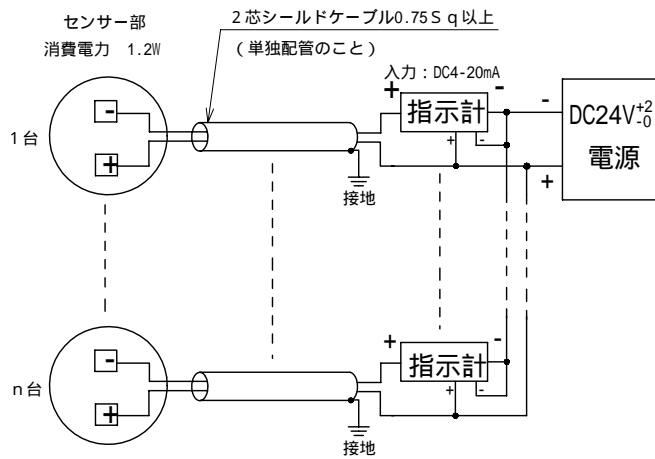 センサー部
消費電力 1.2W
2芯シールドケーブル0.75Sq以上
(単独配管のこと)
入力:DC4-20mA
+
-
指示計
+
-
-
+
DC24V+2-0
電源
1台
-
+
接地
n台
-
+
接地
+
-
指示計
+
-